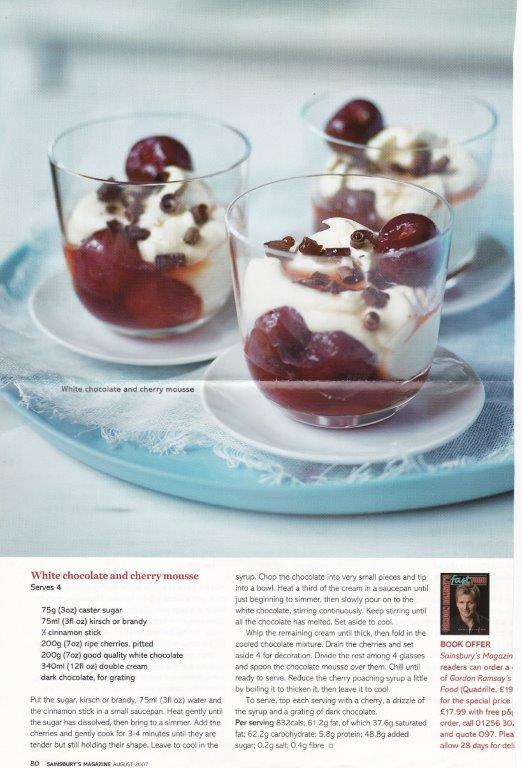 White chocolate and cherry mousse
White chocolate and cherry mousse
Serves 4
75g (3oz) caster sugar
75ml (3fl oz) kirsch or brandy
cinnamon stick
200g (7oz) ripe cherries, pitted
200g (7oz) good quality white chocolate
340ml (12fl oz) double cream
dark chocolate, for grating
Put the sugar, kirsch or brandy, 75ml (3fl oz) water and
the cinnamon stick in a small saucepan. Heat gently until
the sugar has dissolved, then bring to a simmer. Add the
cherries and gently cook for 3-4 minutes until they are
tender but still holding their shape. Leave to cool in the
syrup. Chop the chocolate into very small pieces and tip
into a bowl. Heat a third of the cream in a saucepan until
just beginning to simmer, then slowly pour on to the
white chocolate, stirring continuously. Keep stirring until
all the chocolate has melted. Set aside to cool.
Whip the remaining cream until thick, then fold in the
cooled chocolate mixture. Drain the cherries and set
aside 4 for decoration. Divide the rest among 4 glasses
and spoon the chocolate mousse over them. Chill until
ready to serve. Reduce the cherry poaching syrup a little
by boiling it to thicken it, then leave it to cool.
To serve, top each serving with a cherry, a drizzle of
the syrup and a grating of dark chocolate.
Per serving 832cals; 61.2g fat, of which 37.6g saturated
fat; 62.2g carbohydrate; 5.8g protein; 48.8g added
sugar; 0.2g salt; 0.4g fibre
fast FOOD
BOOK OFFER
Sainsbury's Magazin
readers can order a
of Gordon Ramsay's
Food (Quadrille, £19
for the special price
£17.99 with free p&
order, call 01256 302
and quote O97. Plea
allow 28 days for deli
80 SAINSBURY'S MAGAZINE AUGUST 2007